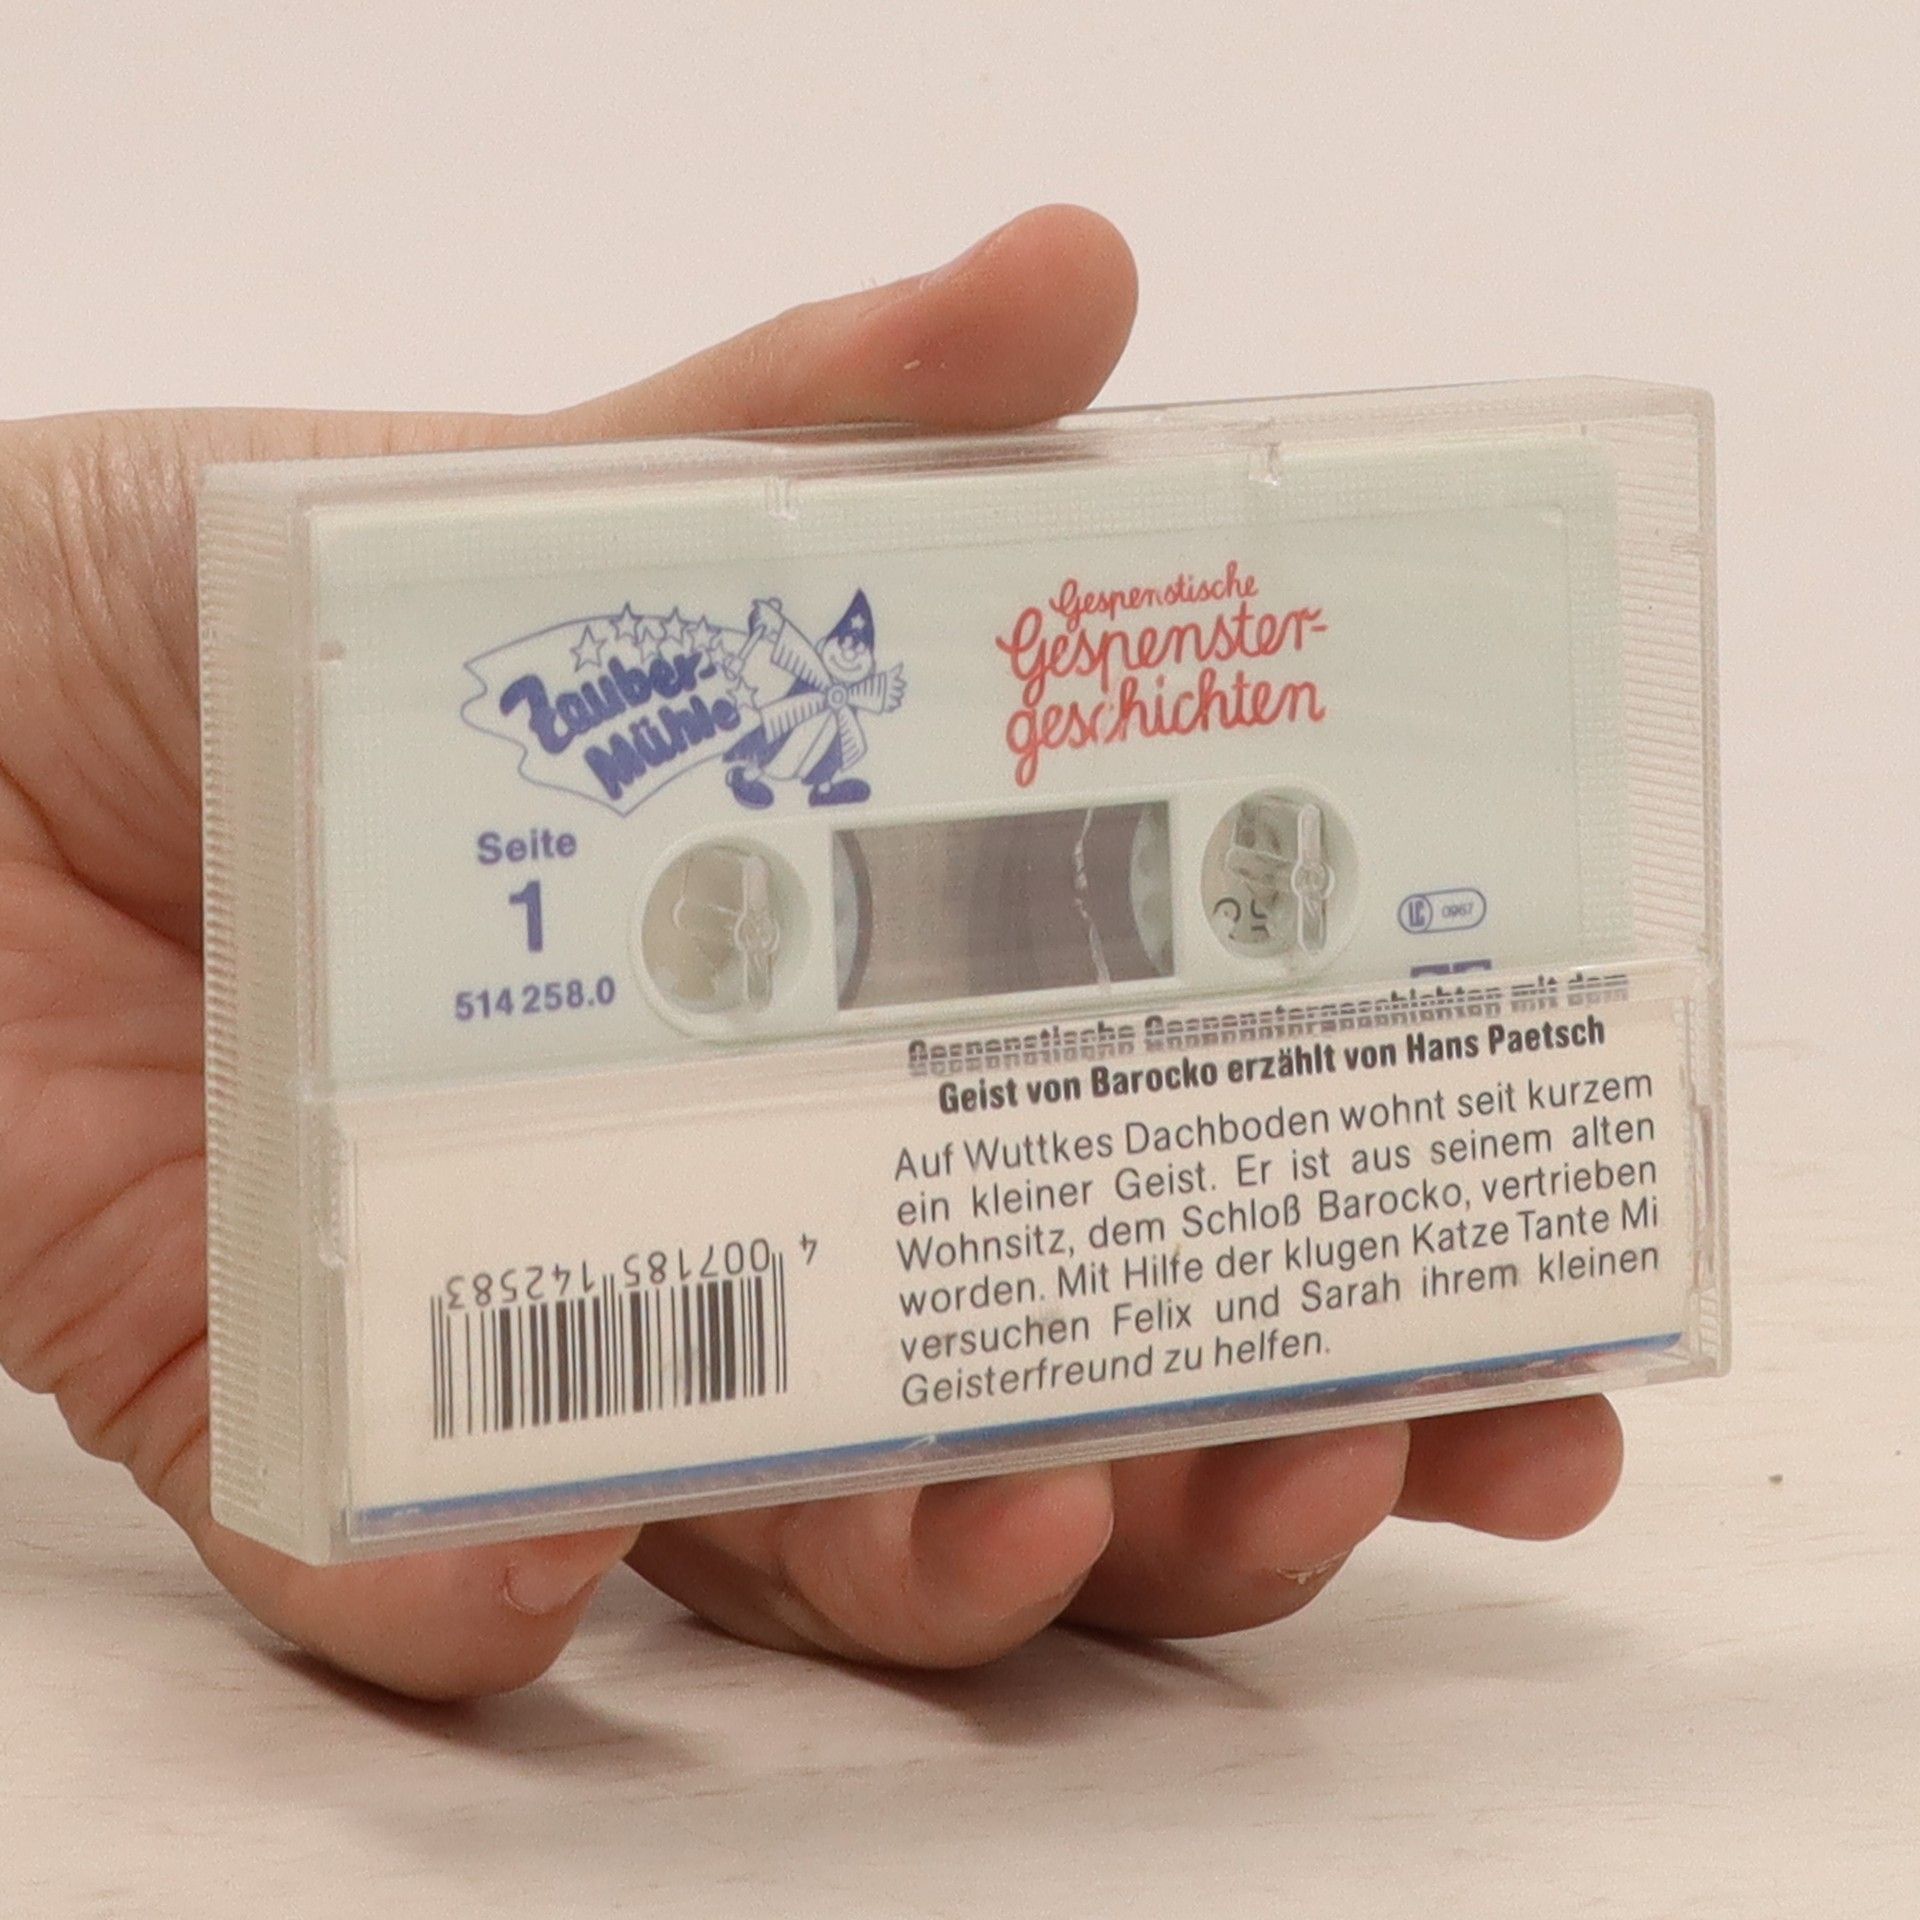 Zauber-
Mühle
Gespenstische
Gespenster-
geschichten
Seite
1
514 258.0
LC 0967
Gespenstische Gespenstergeschichten mit dem
Geist von Barocko erzählt von Hans Paetsch
Auf Wuttkes Dachboden wohnt seit kurzem
ein kleiner Geist. Er ist aus seinem alten
Wohnsitz, dem Schloß Barocko, vertrieben
worden. Mit Hilfe der klugen Katze Tante Mi
versuchen Felix und Sarah ihrem kleinen
Geisterfreund zu helfen.
4 007185 142583